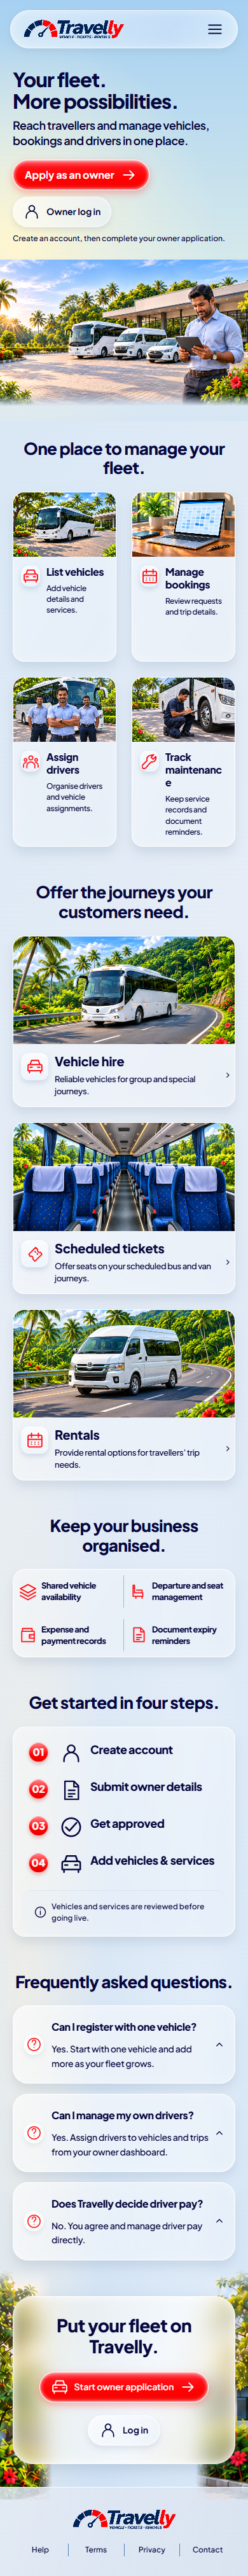 Travelly
VEHICLE • TICKETS • RENTALS
Your fleet.
More possibilities.
Reach travellers and manage vehicles,
bookings and drivers in one place.
Apply as an owner
Owner log in
Create an account, then complete your owner application.
One place to manage your
fleet.
List vehicles
Add vehicle
details and
services.
Manage
bookings
Review requests
and trip details.
Assign
drivers
Organise drivers
and vehicle
assignments.
Track
maintenanc
e
Keep service
records and
document
reminders.
Offer the journeys your
customers need.
Vehicle hire
Reliable vehicles for group and special
journeys.
Scheduled tickets
Offer seats on your scheduled bus and van
journeys.
Rentals
Provide rental options for travellers' trip
needs.
Keep your business
organised.
Shared vehicle
availability
Departure and seat
management
Expense and
payment records
Document expiry
reminders
Get started in four steps.
01 Create account
02 Submit owner details
03 Get approved
04 Add vehicles & services
Vehicles and services are reviewed before
going live.
Frequently asked questions.
Can I register with one vehicle?
Yes. Start with one vehicle and add
more as your fleet grows.
Can I manage my own drivers?
Yes. Assign drivers to vehicles and trips
from your owner dashboard.
Does Travelly decide driver pay?
No. You agree and manage driver pay
directly.
Put your fleet on
Travelly.
Start owner application
Log in
Travelly
VEHICLE • TICKETS • RENTALS
Help
Terms
Privacy
Contact